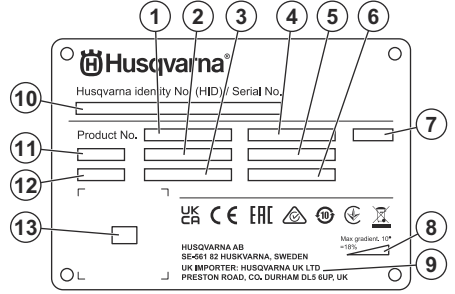 1 2 3 4 5 6
Husqvarna®
Husqvarna identity No. (HID) / Serial No.
10
Product No.
7
11
12
13
UK CA CE EAC 10
Max gradient. 10°
=18%
8
HUSQVARNA AB
SE-561 82 HUSKVARNA, SWEDEN
UK IMPORTER: HUSQVARNA UK LTD
9
PRESTON ROAD, CO. DURHAM DL5 6UP, UK